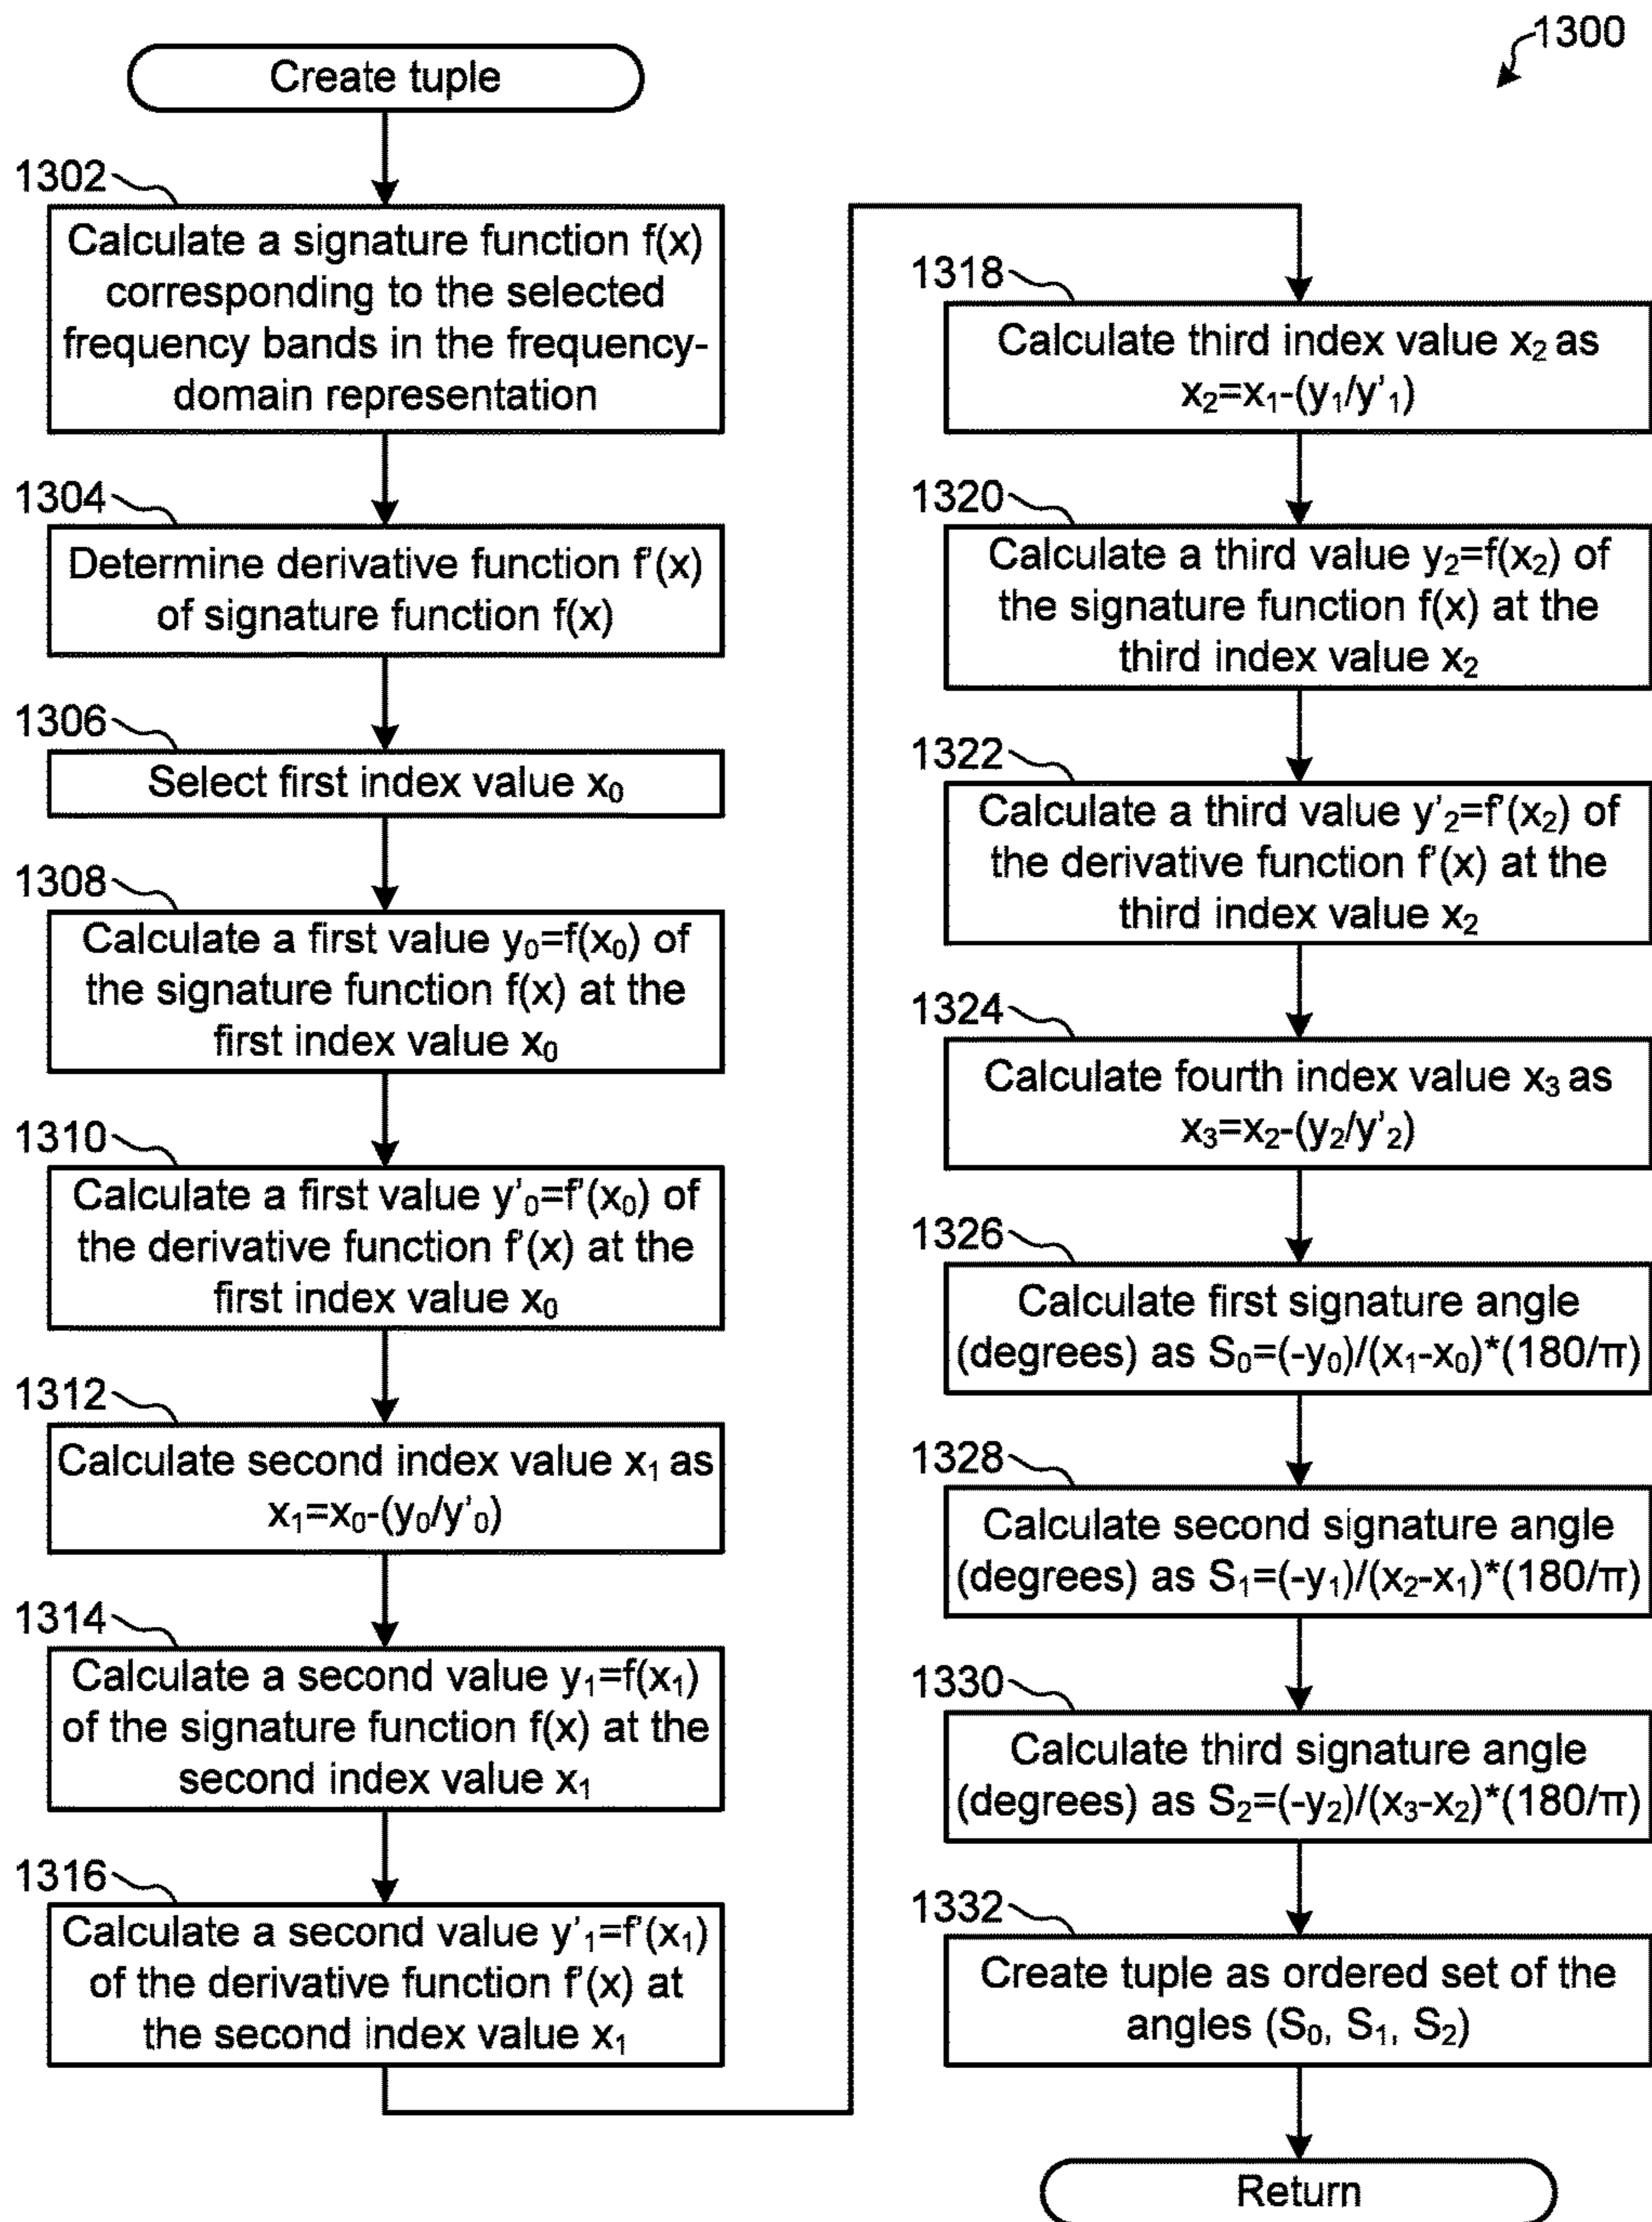 1300
Create tuple
1302
Calculate a signature function f(x)
corresponding to the selected
frequency bands in the frequency-
domain representation
1304
Determine derivative function f'(x)
of signature function f(x)
1306
Select first index value x₀
1308
Calculate a first value y₀=f(x₀) of
the signature function f(x) at the
first index value x₀
1310
Calculate a first value y'₀=f'(x₀) of
the derivative function f'(x) at the
first index value x₀
1312
Calculate second index value x₁ as
x₁=x₀-(y₀/y'₀)
1314
Calculate a second value y₁=f(x₁)
of the signature function f(x) at the
second index value x₁
1316
Calculate a second value y'₁=f'(x₁)
of the derivative function f'(x) at
the second index value x₁
1318
Calculate third index value x₂ as
x₂=x₁-(y₁/y'₁)
1320
Calculate a third value y₂=f(x₂) of
the signature function f(x) at the
third index value x₂
1322
Calculate a third value y'₂=f'(x₂) of
the derivative function f'(x) at the
third index value x₂
1324
Calculate fourth index value x₃ as
x₃=x₂-(y₂/y'₂)
1326
Calculate first signature angle
(degrees) as S₀=(-y₀)/(x₁-x₀)*(180/π)
1328
Calculate second signature angle
(degrees) as S₁=(-y₁)/(x₂-x₁)*(180/π)
1330
Calculate third signature angle
(degrees) as S₂=(-y₂)/(x₃-x₂)*(180/π)
1332
Create tuple as ordered set of the
angles (S₀, S₁, S₂)
Return